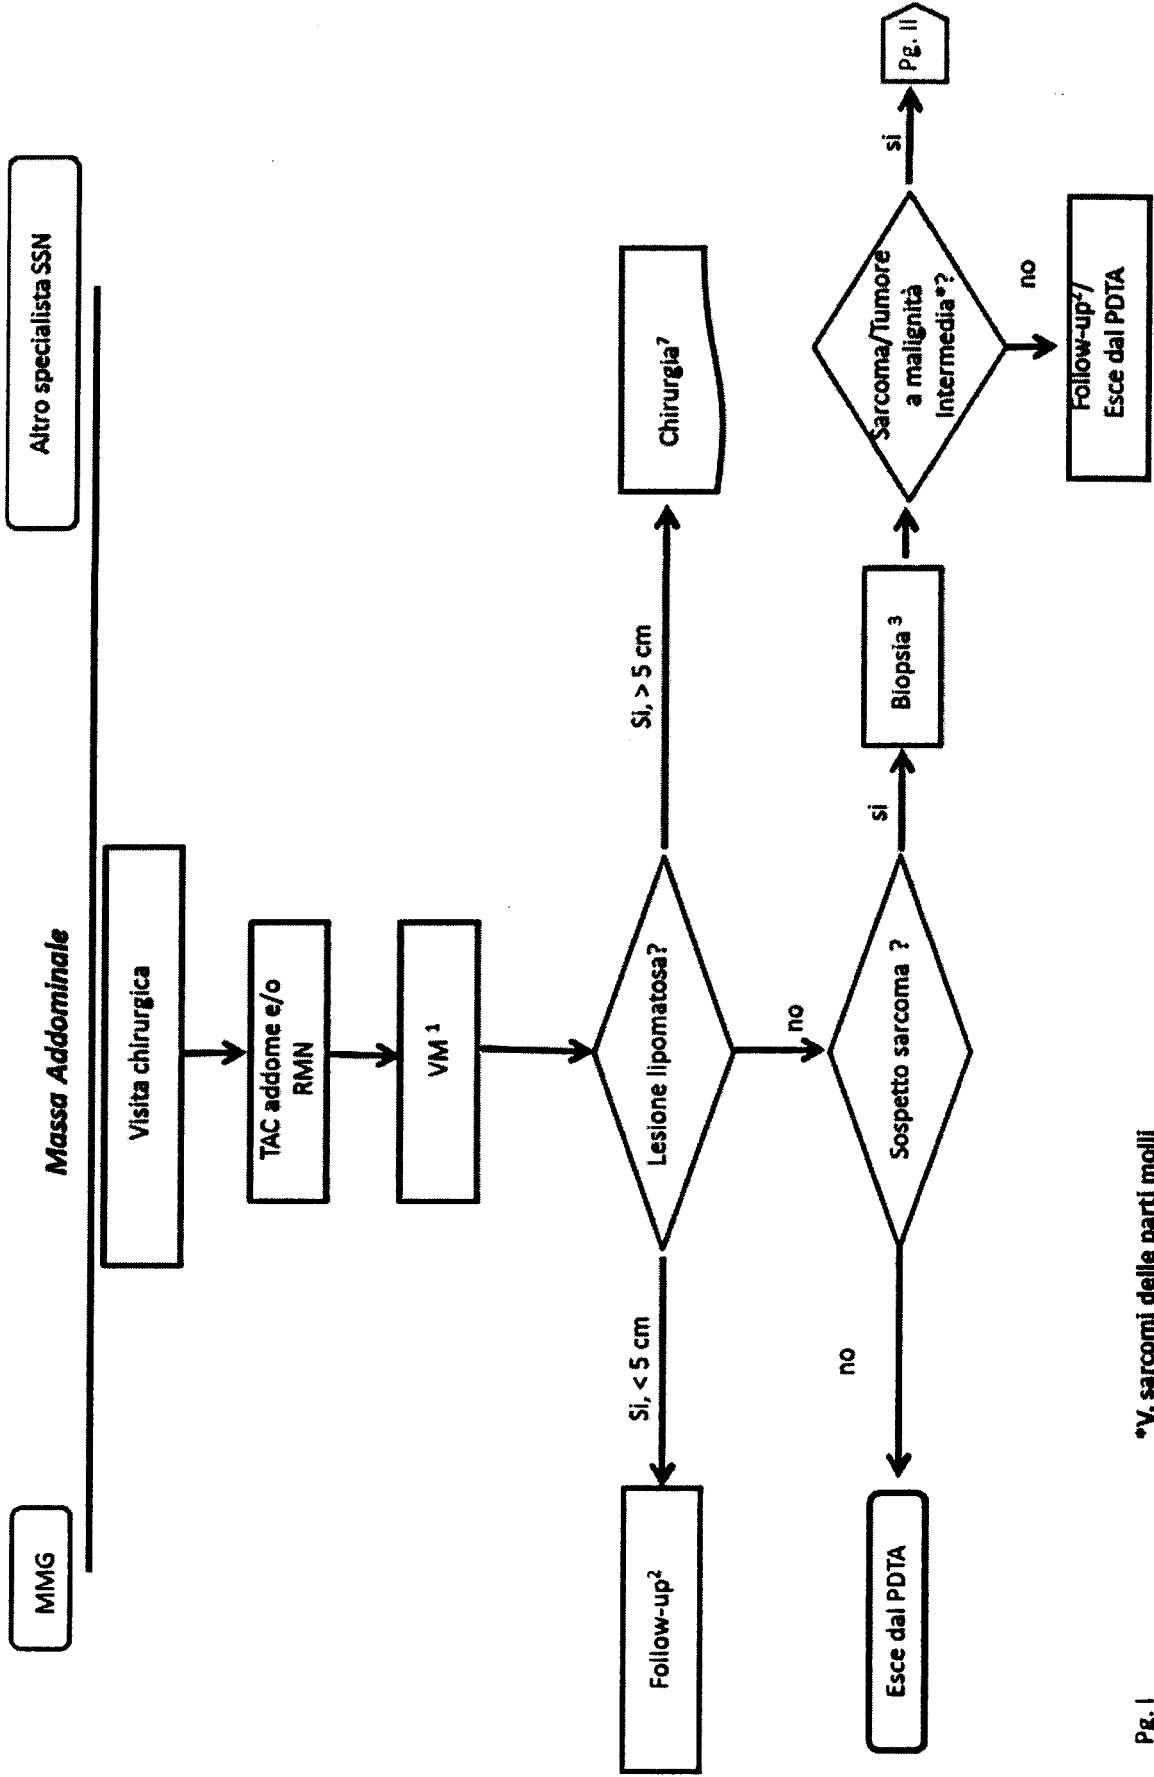 MMG
Altro specialista SSN
Massa Addominale
Visita chirurgica
TAC addome e/o
RMN
VM 1
Lesione lipomatosa?
Si, < 5 cm
Si, > 5 cm
Follow-up2
Chirurgia7
no
Sospetto sarcoma ?
no
si
Esce dal PDTA
Biopsia 3
Sarcoma/Tumore
a malignità
Intermedia*?
si
Pg. II
no
Follow-up2/
Esce dal PDTA
Pg. I
*V. sarcomi delle parti molli